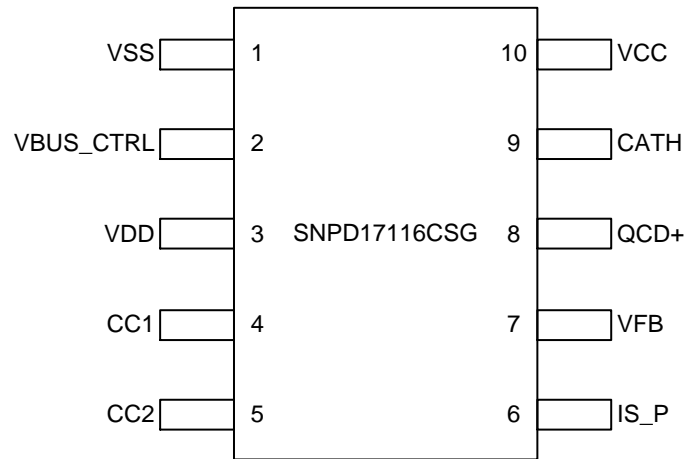 VSS 1 10 VCC
VBUS_CTRL 2 9 CATH
VDD 3 SNPD17116CSG 8 QCD+
CC1 4 7 VFB
CC2 5 6 IS_P